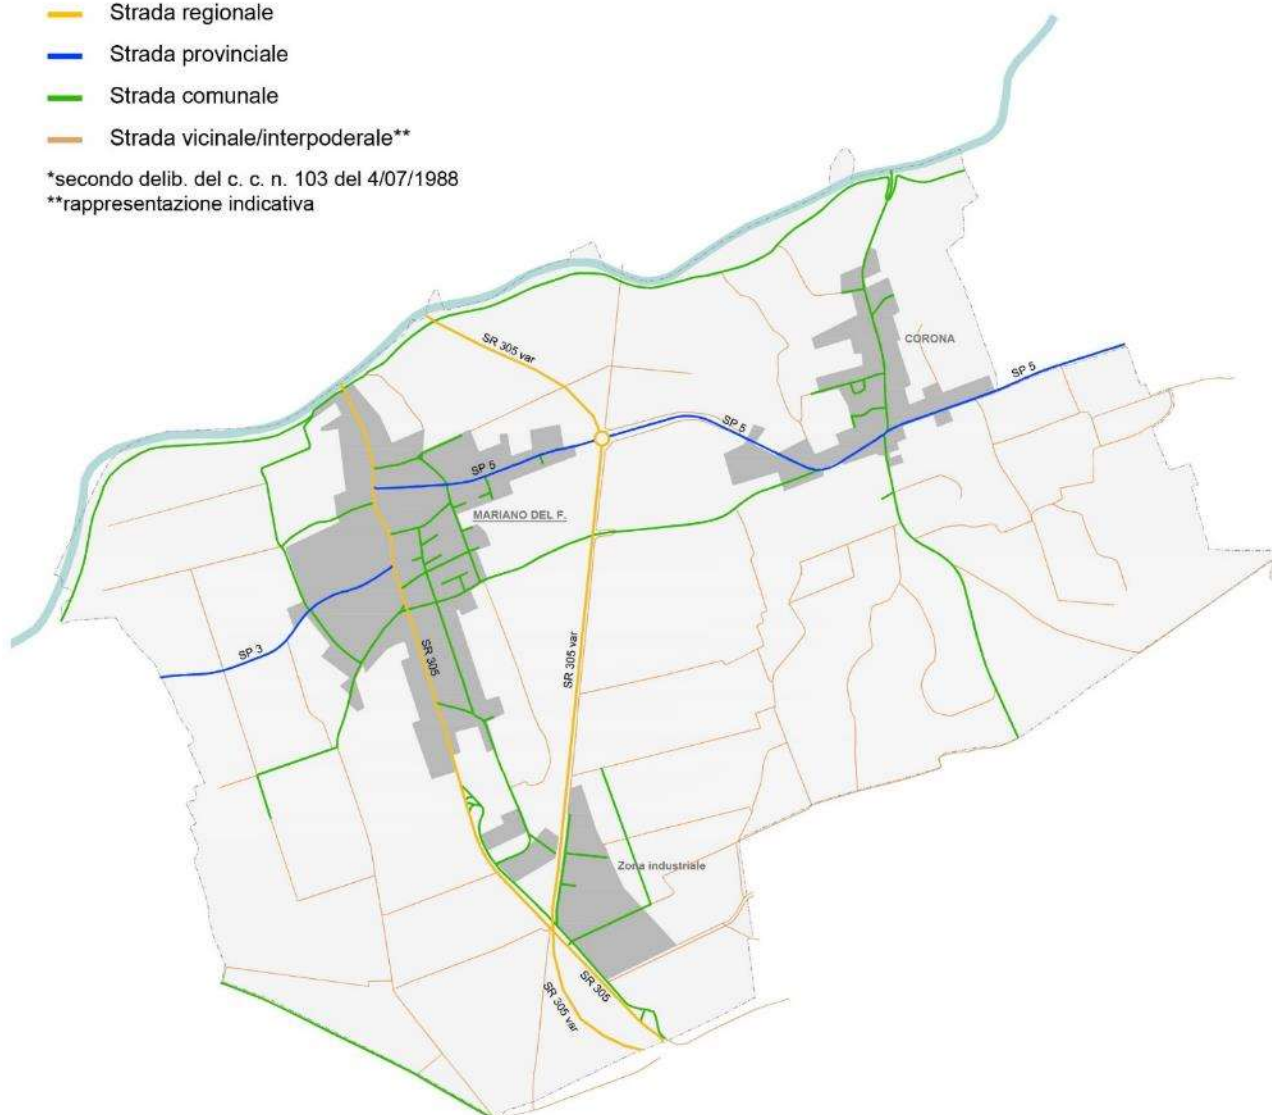 Strada regionale
Strada provinciale
Strada comunale
Strada vicinale/interpoderale**
*secondo delib. del c. c. n. 103 del 4/07/1988
**rappresentazione indicativa
SR 305 var
CORONA
SP 5
SP 5
SP 5
MARIANO DEL F.
SP 3
SR 305
SR 305 var
Zona industriale
SR 305
SR 305 var